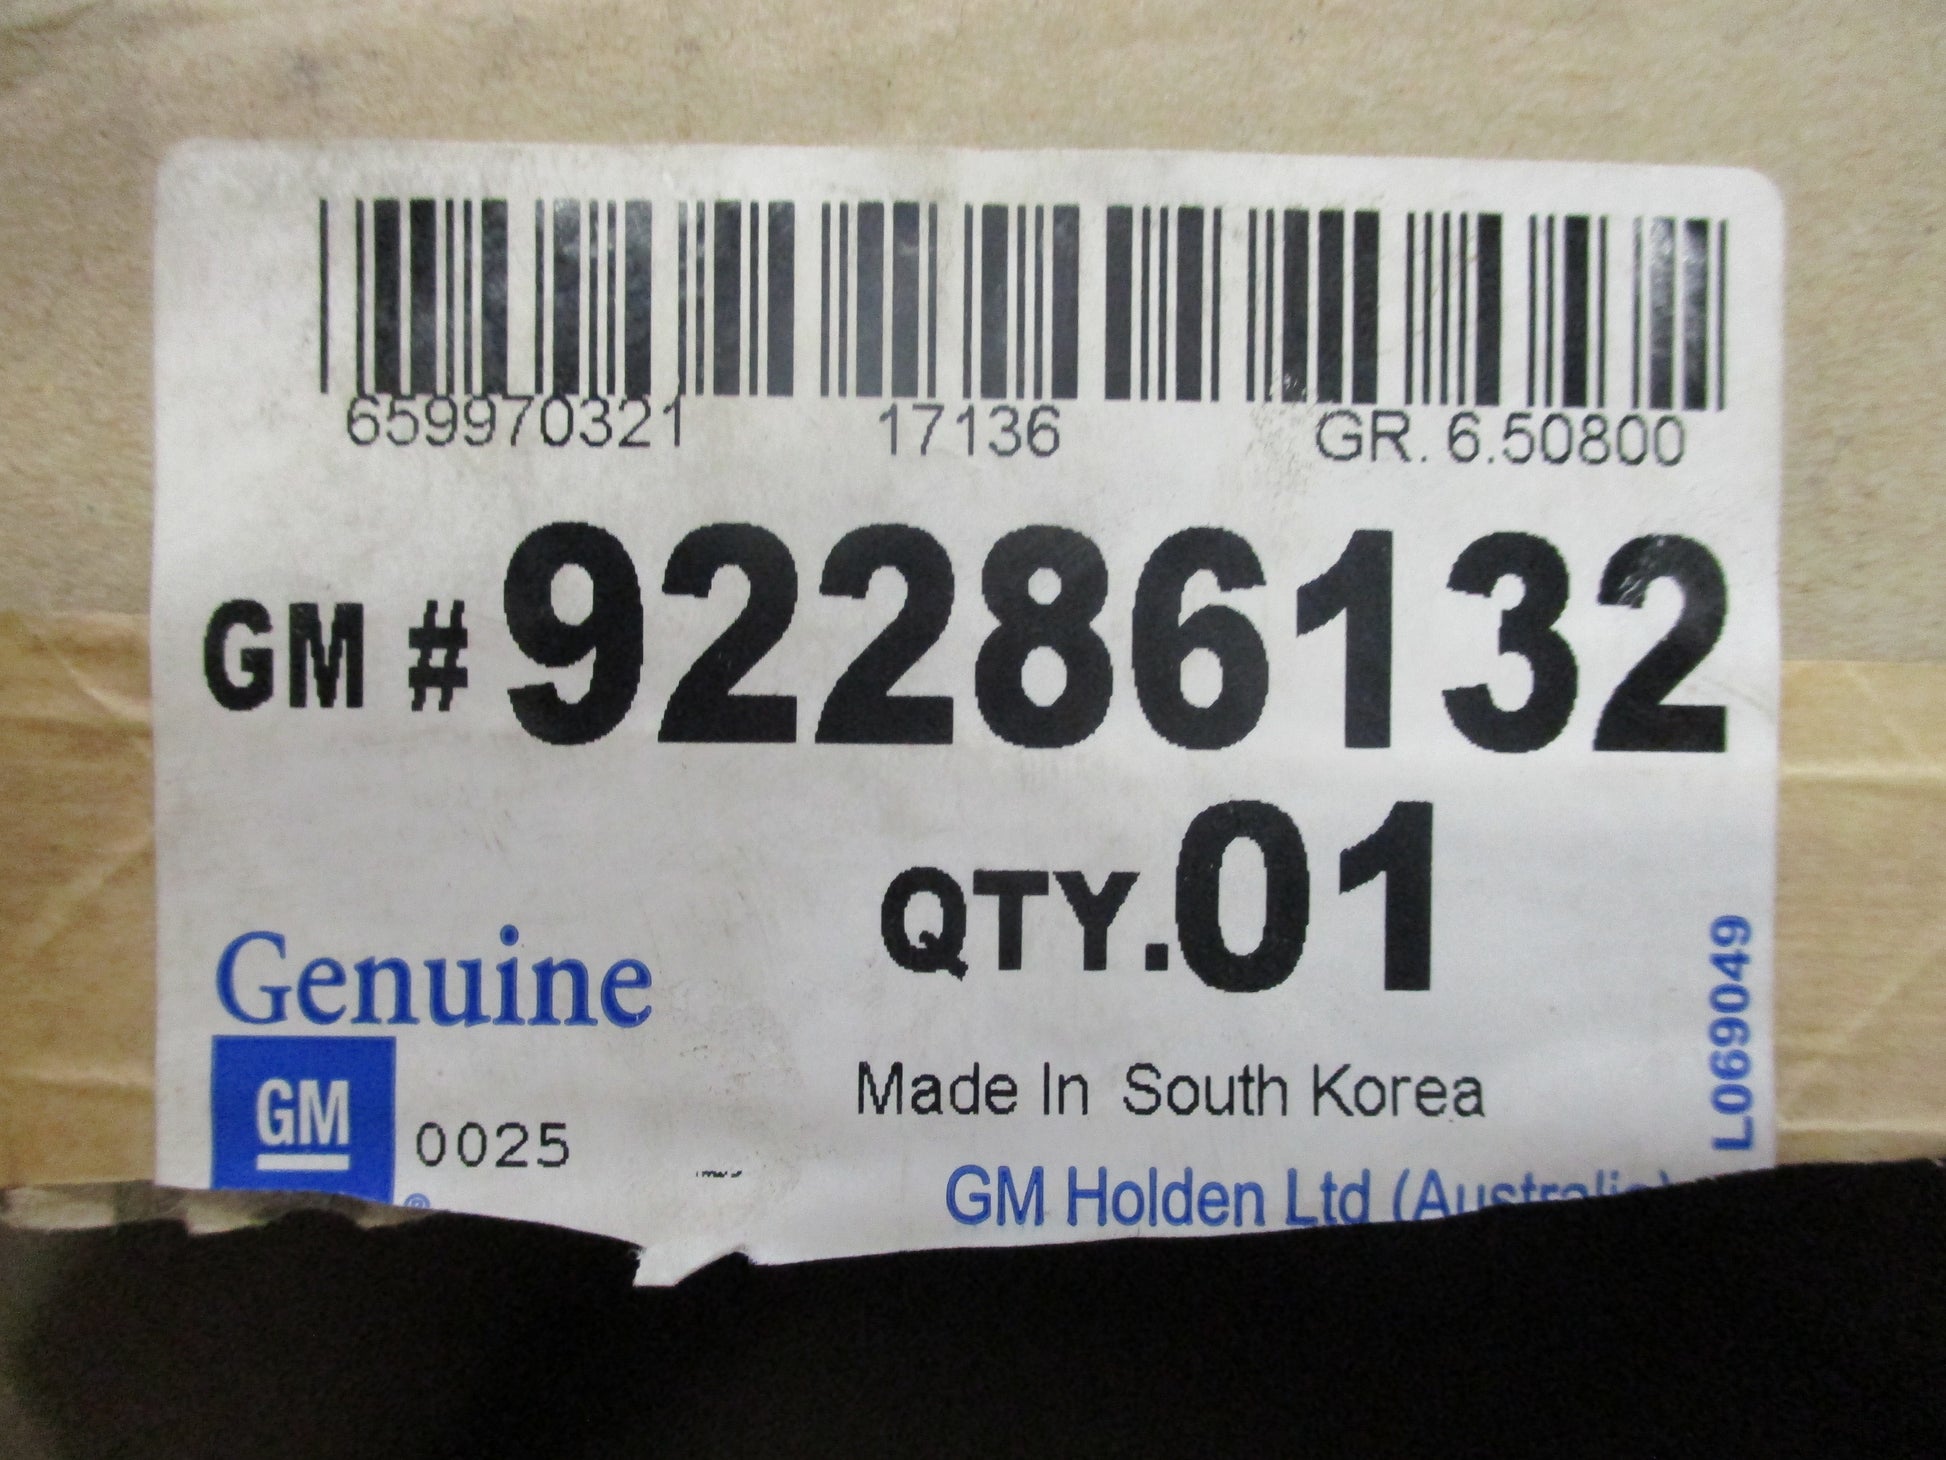 659970321 17136 GR. 6.50800
GM # 92286132
QTY.01
Genuine
GM
0025
®
Made In South Korea
GM Holden Ltd (Australia)
L069049